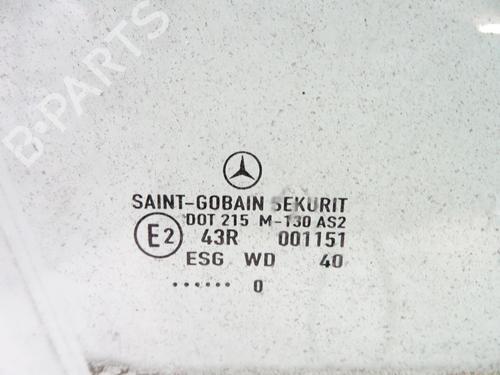 B-PARTS
SAINT-GOBAIN SEKURIT
DOT 215 M-130 AS2
E2 43R 001151
ESG WD 40
...... 0